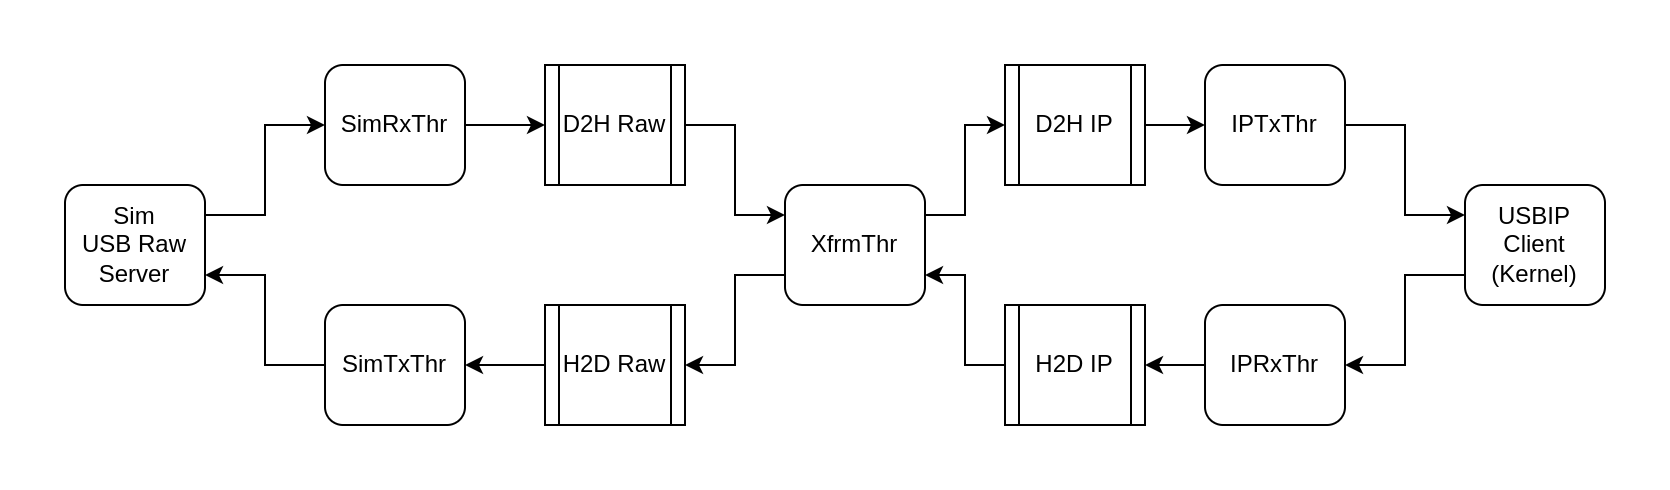 SimRxThr
D2H Raw
D2H IP
IPTxThr
Sim
USB Raw
Server
XfrmThr
USBIP
Client
(Kernel)
SimTxThr
H2D Raw
H2D IP
IPRxThr